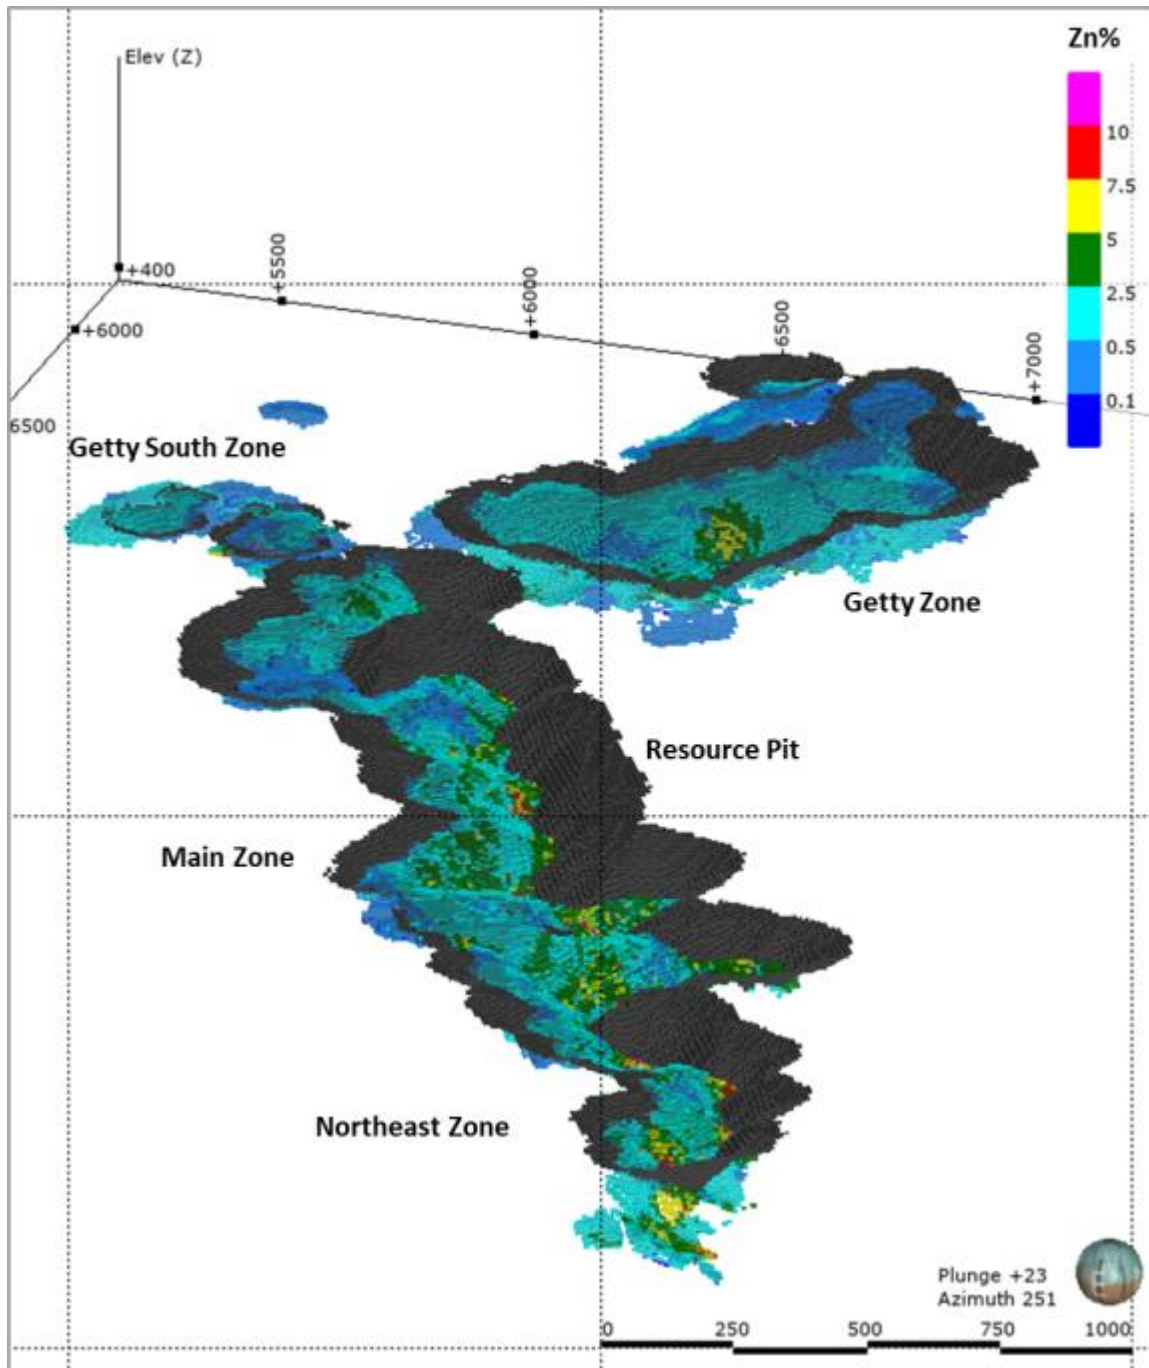 Zn%
Elev (Z)
10
7.5
5
2.5
0.5
0.1
+400
+5500
+6000
6500
+7000
+6000
6500
Getty South Zone
Getty Zone
Resource Pit
Main Zone
Northeast Zone
Plunge +23
Azimuth 251
0 250 500 750 1000